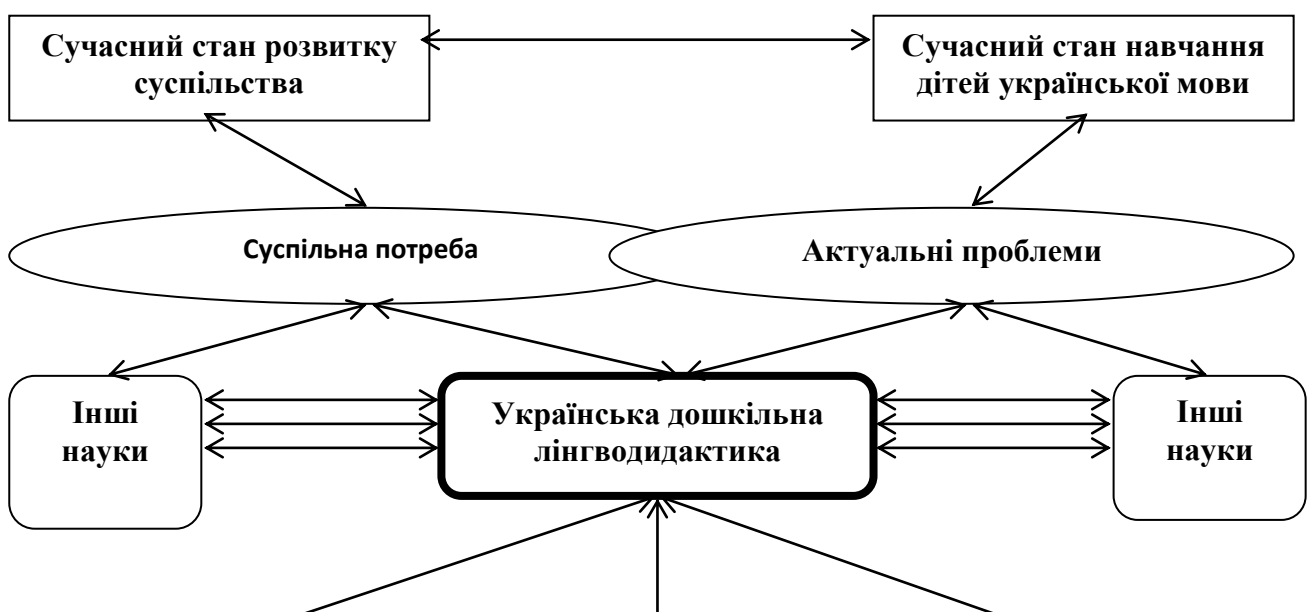 Сучасний стан розвитку
суспільства
Сучасний стан навчання
дітей української мови
Суспільна потреба
Актуальні проблеми
Інші
науки
Українська дошкільна
лінгводидактика
Інші
науки